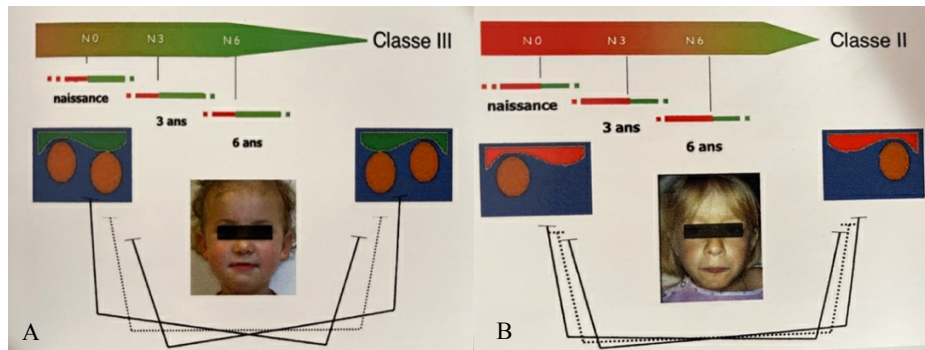 N0 N3 N6 Classe III
naissance
3 ans
6 ans
A
N0 N3 N6 Classe II
naissance
3 ans
6 ans
B